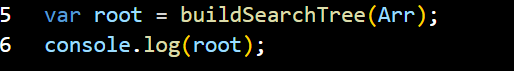 5 var root = buildSearchTree(Arr);
6 console.log(root);